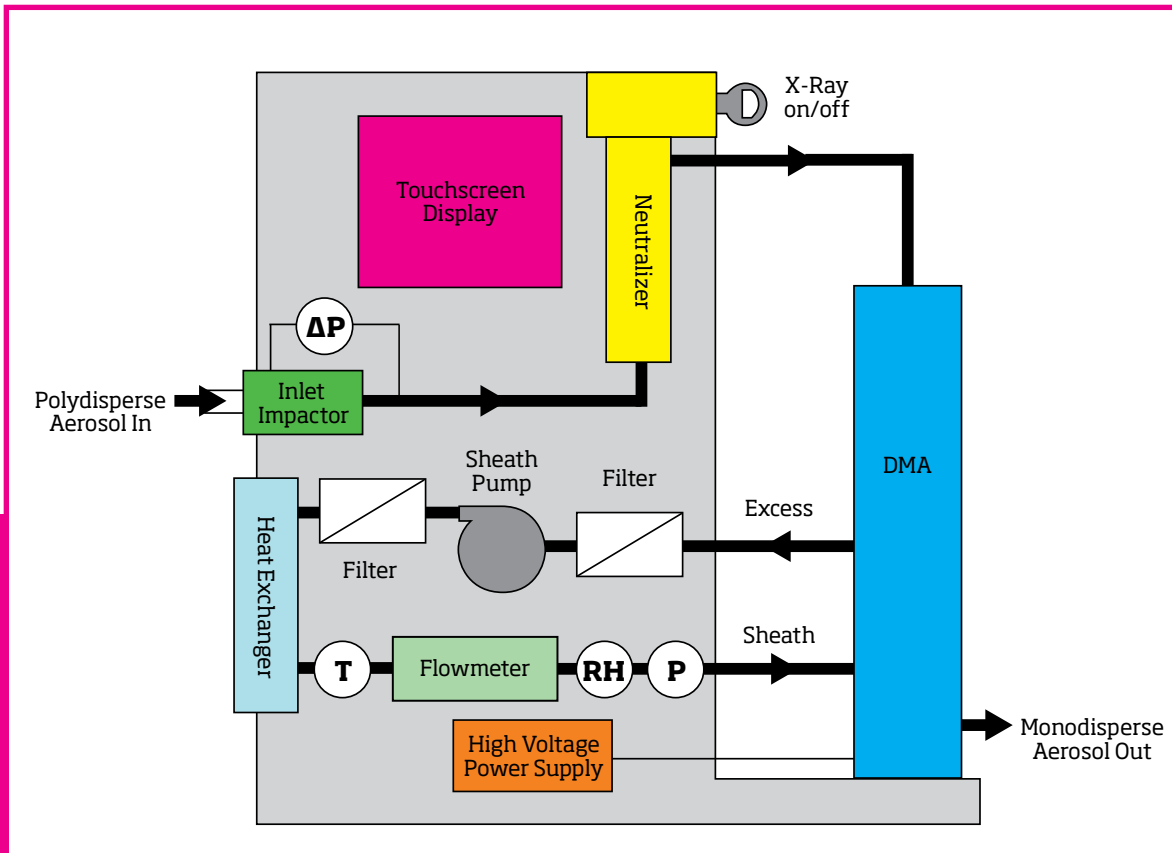 X-Ray
on/off
Touchscreen
Display
Neutralizer
ΔP
Polydisperse
Aerosol In
Inlet
Impactor
Sheath
Pump
Filter
DMA
Excess
Heat Exchanger
Filter
Sheath
T
Flowmeter
RH
P
High Voltage
Power Supply
Monodisperse
Aerosol Out